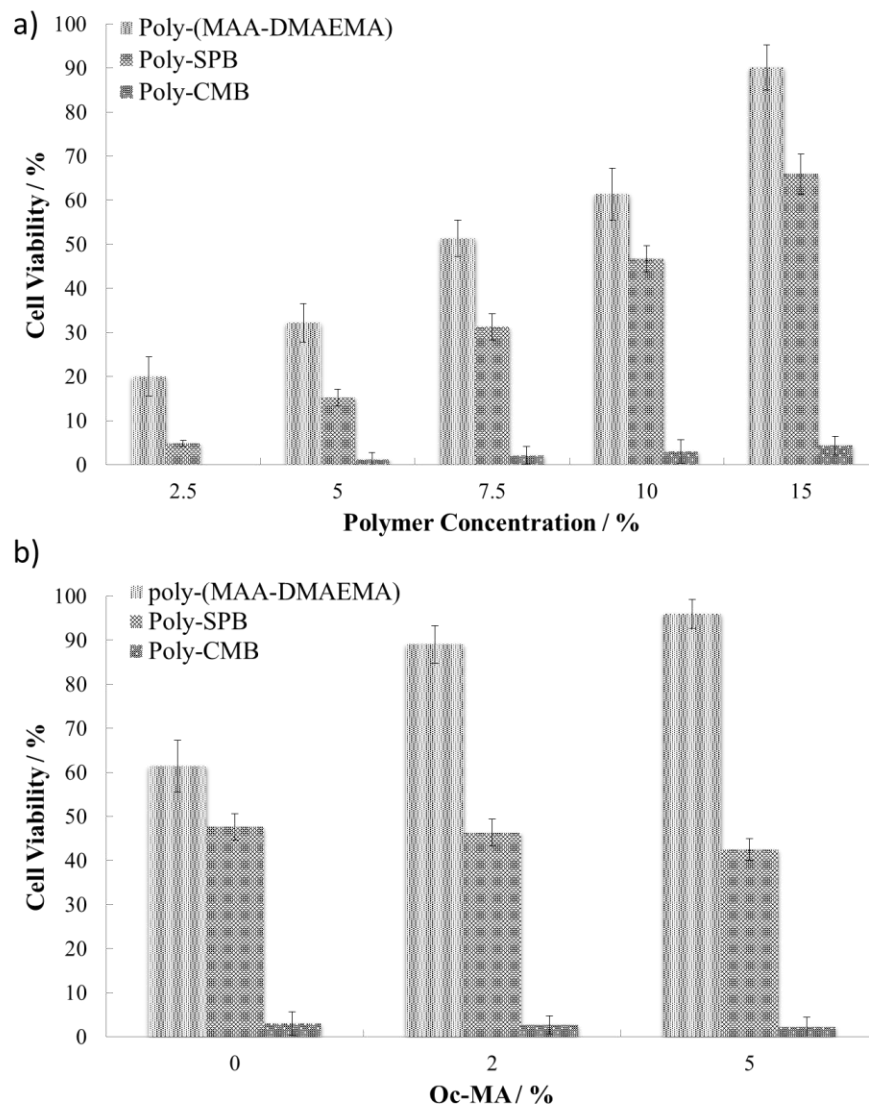 a)
Poly-(MAA-DMAEMA)
Poly-SPB
Poly-CMB
100
90
80
70
60
50
40
30
20
10
0
Cell Viability / %
2.5 5 7.5 10 15
Polymer Concentration / %
b)
poly-(MAA-DMAEMA)
Poly-SPB
Poly-CMB
100
90
80
70
60
50
40
30
20
10
0
Cell Viability / %
0 2 5
Oc-MA / %